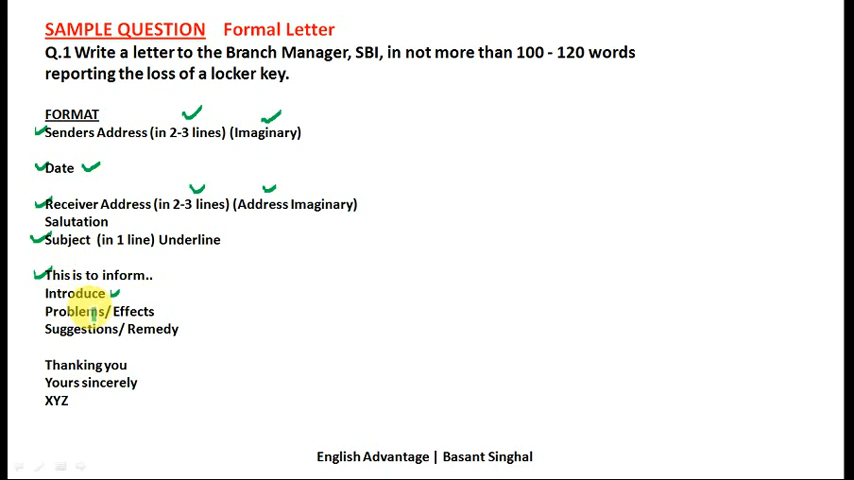 SAMPLE QUESTION Formal Letter
Q.1 Write a letter to the Branch Manager, SBI, in not more than 100 - 120 words
reporting the loss of a locker key.
FORMAT
Senders Address (in 2-3 lines) (Imaginary)
Date
Receiver Address (in 2-3 lines) (Address Imaginary)
Salutation
Subject (in 1 line) Underline
This is to inform..
Introduce
Problems/ Effects
Suggestions/ Remedy
Thanking you
Yours sincerely
XYZ
English Advantage | Basant Singhal